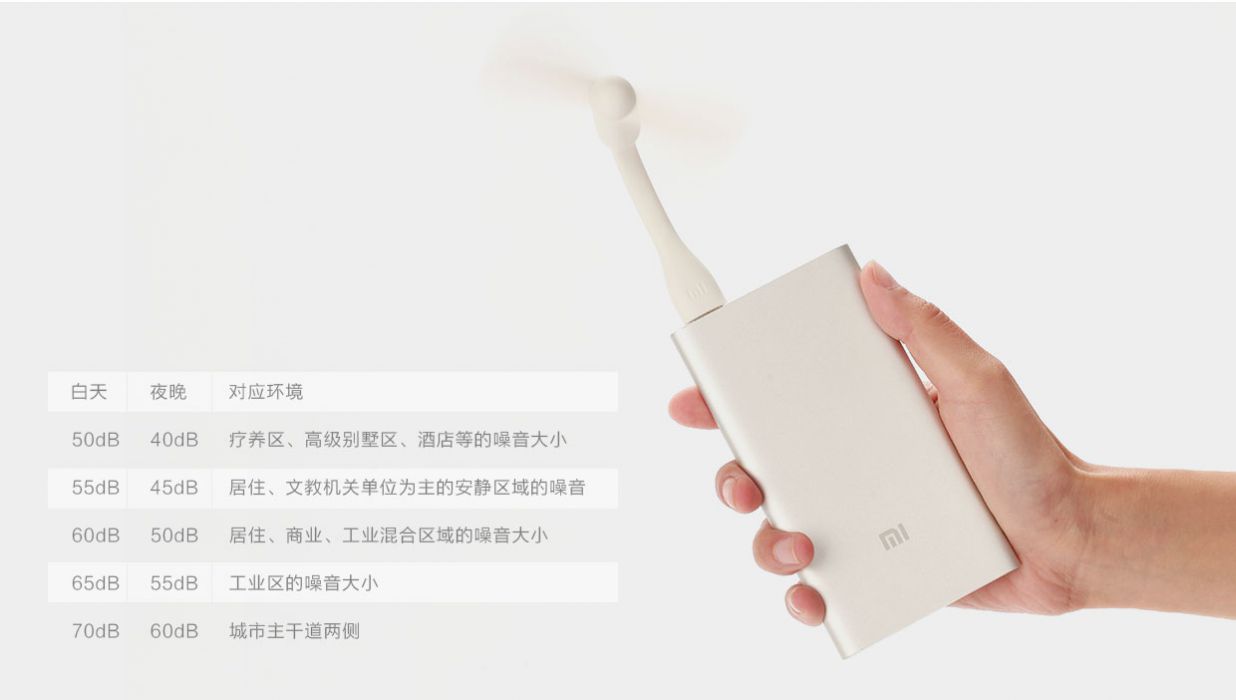 白天 夜晚 对应环境
50dB 40dB 疗养区、高级别墅区、酒店等的噪音大小
55dB 45dB 居住、文教机关单位为主的安静区域的噪音
60dB 50dB 居住、商业、工业混合区域的噪音大小
65dB 55dB 工业区的噪音大小
70dB 60dB 城市主干道两侧
mi
mi